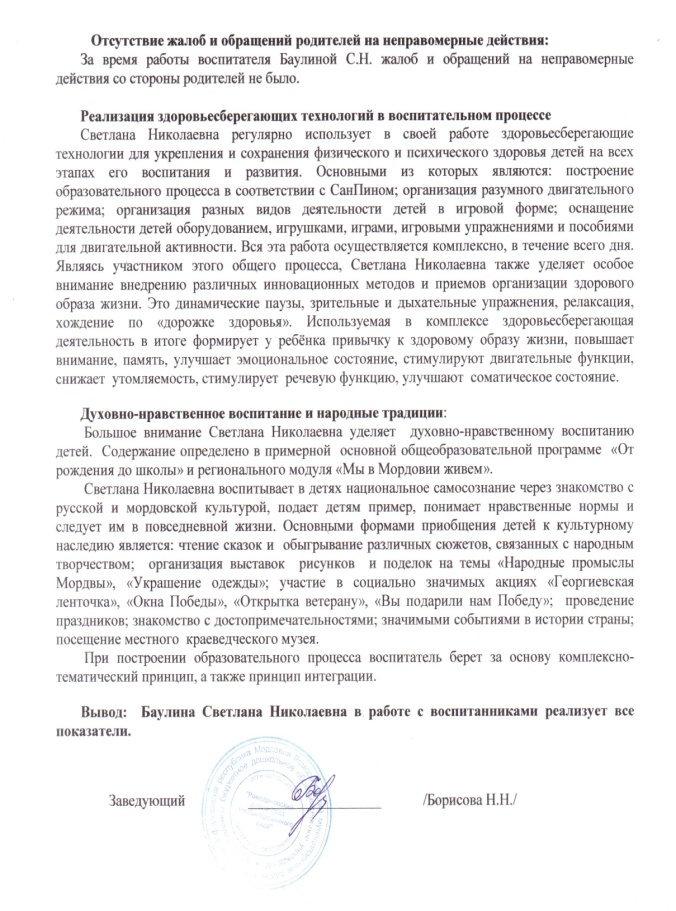 Отсутствие жалоб и обращений родителей на неправомерные действия:
За время работы воспитателя Баулиной С.Н. жалоб и обращений на неправомерные
действия со стороны родителей не было.
Реализация здоровьесберегающих технологий в воспитательном процессе
Светлана Николаевна регулярно использует в своей работе здоровьесберегающие
технологии для укрепления и сохранения физического и психического здоровья детей на всех
этапах его воспитания и развития. Основными из которых являются: построение
образовательного процесса в соответствии с СанПином; организация разумного двигательного
режима; организация разных видов деятельности детей в игровой форме; оснащение
деятельности детей оборудованием, игрушками, играми, игровыми упражнениями и пособиями
для двигательной активности. Вся эта работа осуществляется комплексно, в течение всего дня.
Являясь участником этого общего процесса, Светлана Николаевна также уделяет особое
внимание внедрению различных инновационных методов и приемов организации здорового
образа жизни. Это динамические паузы, зрительные и дыхательные упражнения, релаксация,
хождение по «дорожке здоровья». Используемая в комплексе здоровьесберегающая
деятельность в итоге формирует у ребёнка привычку к здоровому образу жизни, повышает
внимание, память, улучшает эмоциональное состояние, стимулируют двигательные функции,
снижает утомляемость, стимулирует речевую функцию, улучшают соматическое состояние.
Духовно-нравственное воспитание и народные традиции:
Большое внимание Светлана Николаевна уделяет духовно-нравственному воспитанию
детей. Содержание определено в примерной основной общеобразовательной программе «От
рождения до школы» и регионального модуля «Мы в Мордовии живем».
Светлана Николаевна воспитывает в детях национальное самосознание через знакомство с
русской и мордовской культурой, подает детям пример, понимает нравственные нормы и
следует им в повседневной жизни. Основными формами приобщения детей к культурному
наследию является: чтение сказок и обыгрывание различных сюжетов, связанных с народным
творчеством; организация выставок рисунков и поделок на темы «Народные промыслы
Мордвы», «Украшение одежды»; участие в социально значимых акциях «Георгиевская
ленточка», «Окна Победы», «Открытка ветерану», «Вы подарили нам Победу»; проведение
праздников; знакомство с достопримечательностями; значимыми событиями в истории страны;
посещение местного краеведческого музея.
При построении образовательного процесса воспитатель берет за основу комплексно-
тематический принцип, а также принцип интеграции.
Вывод: Баулина Светлана Николаевна в работе с воспитанниками реализует все
показатели.
Заведующий /Борисова Н.Н./